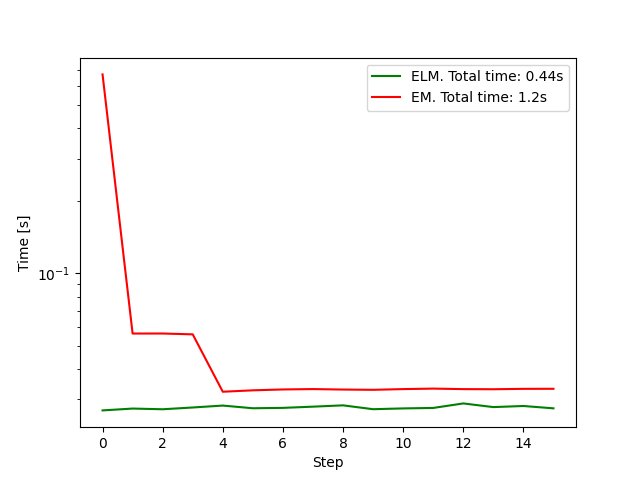 ELM. Total time: 0.44s
EM. Total time: 1.2s
Time [s]
10⁻¹
0 2 4 6 8 10 12 14
Step